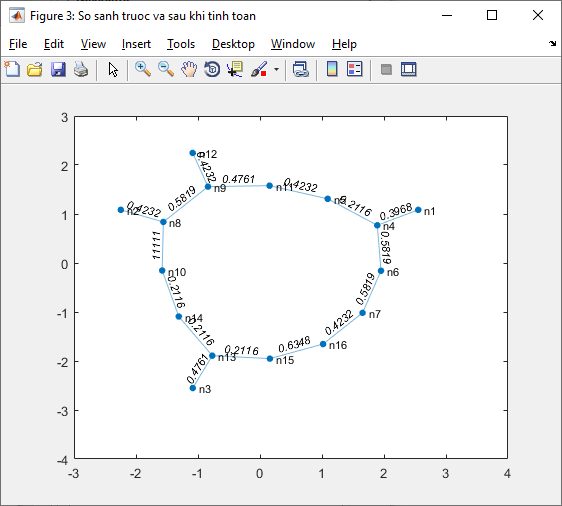 Figure 3: So sanh truoc va sau khi tinh toan
File Edit View Insert Tools Desktop Window Help
3
2
1
0
-1
-2
-3
-4
-3
-2
-1
0
1
2
3
4
n12
0.4232
n9
0.4761
n11
0.4232
n5
0.2116
n4
0.3968
n1
n2
0.4232
n8
0.5819
0.5819
n6
11111
n10
0.2116
n14
0.2116
n13
0.4761
n3
0.2116
n15
0.6348
n16
0.4232
n7
0.5819